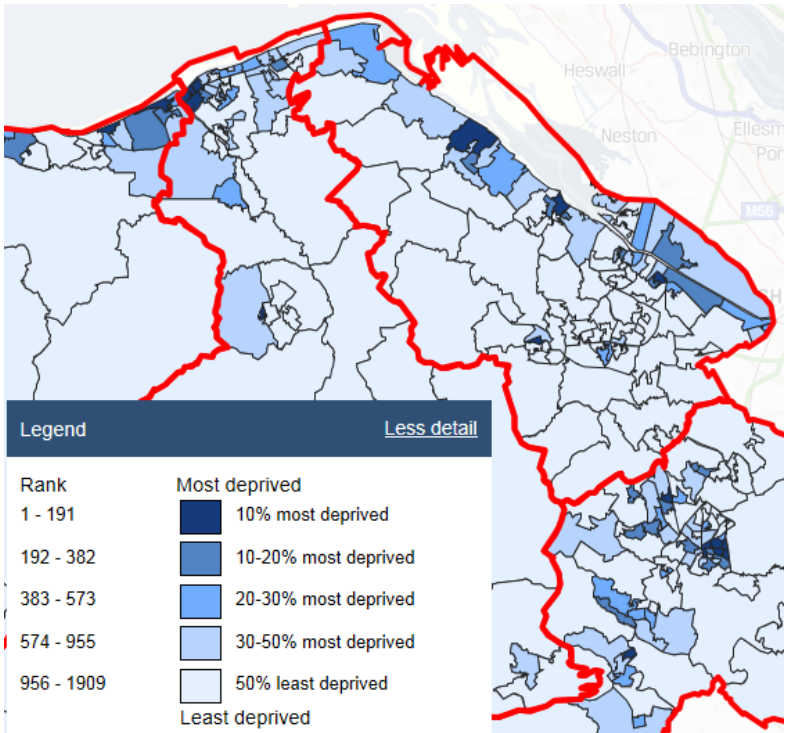 Bebington
Heswall
Neston
Ellesm
Por
M56
Legend Less detail
Rank Most deprived
1 - 191 10% most deprived
192 - 382 10-20% most deprived
383 - 573 20-30% most deprived
574 - 955 30-50% most deprived
956 - 1909 50% least deprived
Least deprived